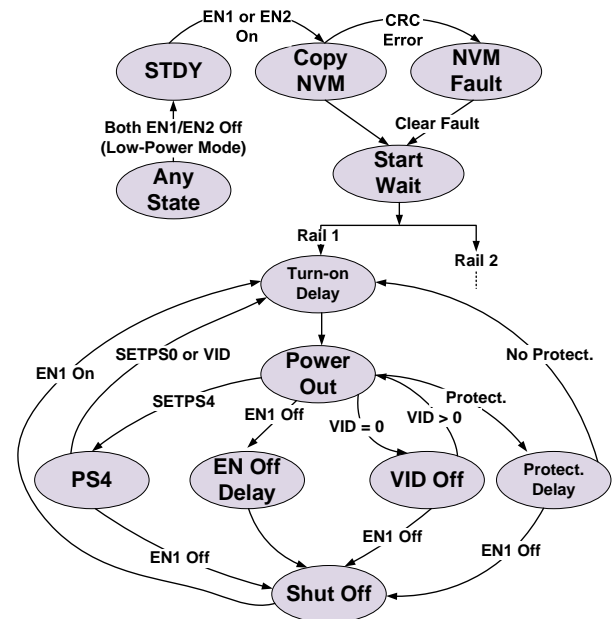 EN1 or EN2
On
CRC
Error
STDY
Copy
NVM
NVM
Fault
Both EN1/EN2 Off
(Low-Power Mode)
Clear Fault
Any
State
Start
Wait
Rail 1
Rail 2
Turn-on
Delay
EN1 On
SETPS0 or VID
No Protect.
Power
Out
SETPS4
EN1 Off
VID = 0
VID > 0
Protect.
PS4
EN Off
Delay
VID Off
Protect.
Delay
EN1 Off
EN1 Off
EN1 Off
Shut Off